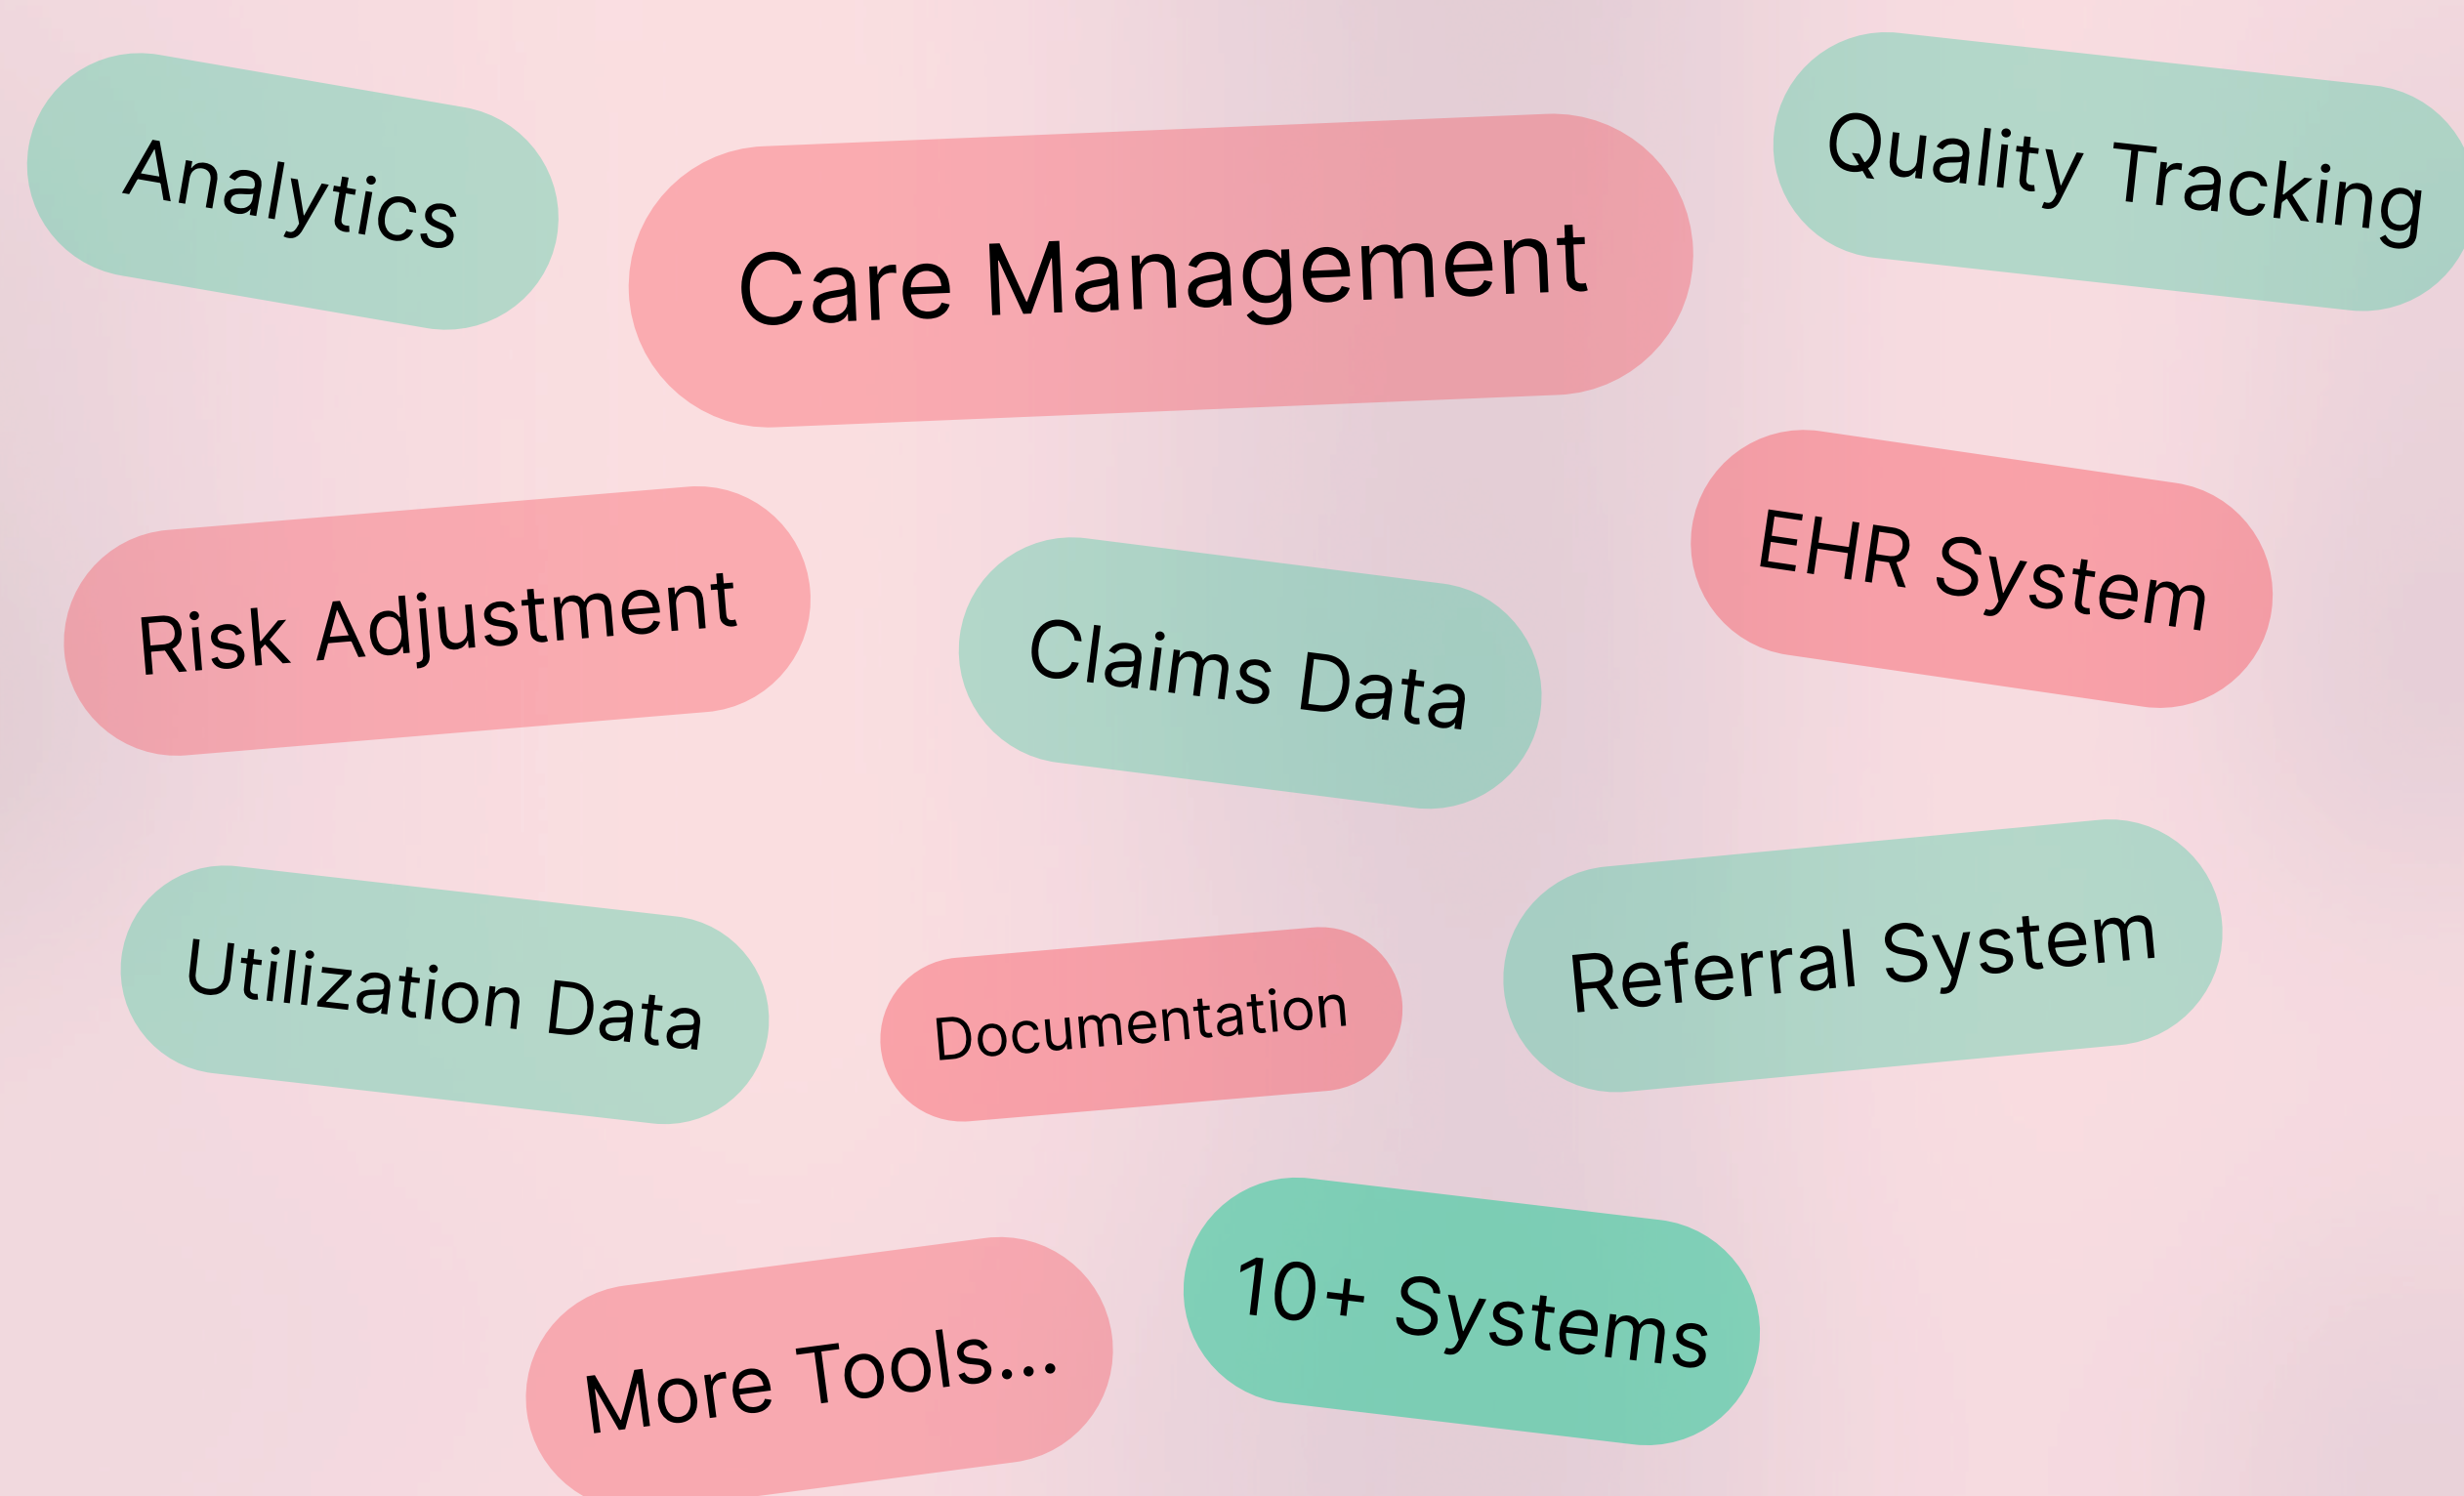 Analytics
Care Management
Quality Tracking
Risk Adjustment
Claims Data
EHR System
Utilization Data
Documentation
Referral System
More Tools...
10+ Systems